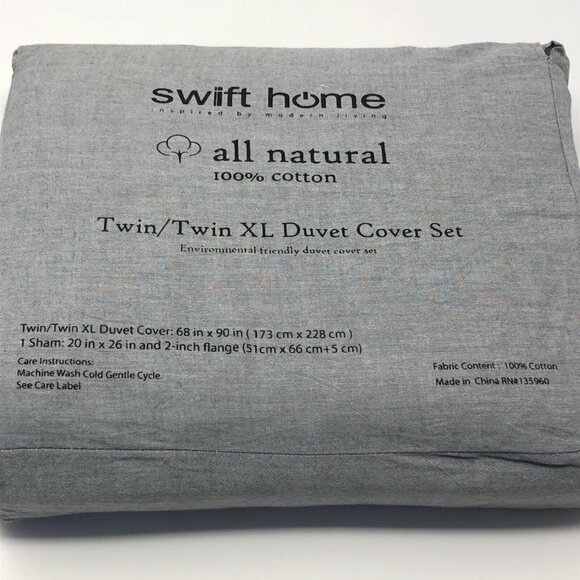 swift home
inspired by modern living
all natural
100% cotton
Twin/Twin XL Duvet Cover Set
Environmental friendly duvet cover set
Twin/Twin XL Duvet Cover: 68 in x 90 in ( 173 cm x 228 cm )
1 Sham: 20 in x 26 in and 2-inch flange (51cm x 66 cm+5 cm)
Care Instructions:
Machine Wash Cold Gentle Cycle.
See Care Label
Fabric Content : 100% Cotton
Made in China RN#135960